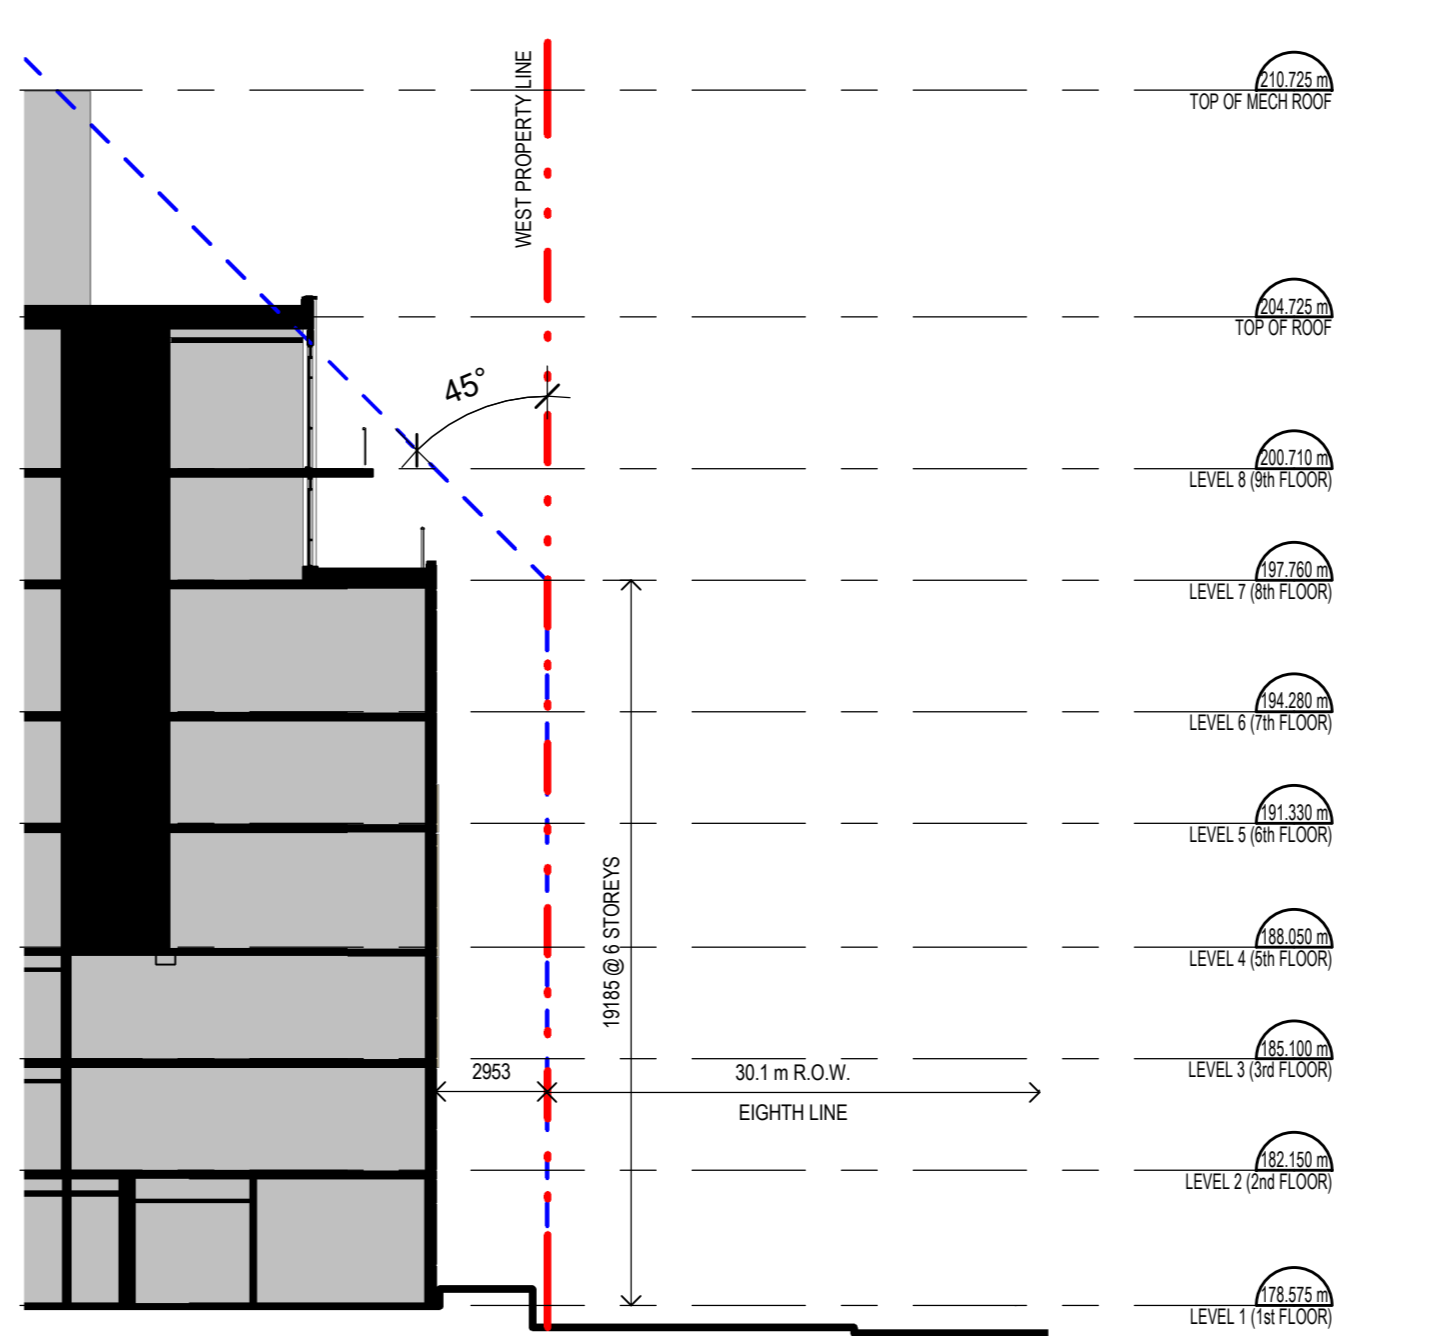 WEST PROPERTY LINE
210.725 m
TOP OF MECH ROOF
204.725 m
TOP OF ROOF
45°
200.710 m
LEVEL 8 (9th FLOOR)
197.760 m
LEVEL 7 (8th FLOOR)
194.280 m
LEVEL 6 (7th FLOOR)
191.330 m
LEVEL 5 (6th FLOOR)
19185 @ 6 STOREYS
188.050 m
LEVEL 4 (5th FLOOR)
185.100 m
LEVEL 3 (3rd FLOOR)
2953
30.1 m R.O.W.
EIGHTH LINE
182.150 m
LEVEL 2 (2nd FLOOR)
178.575 m
LEVEL 1 (1st FLOOR)